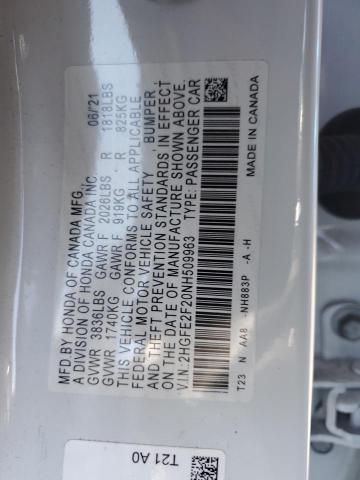 MFD BY HONDA OF CANADA MFG. 06/21
A DIVISION OF HONDA CANADA INC
GVWR 3836LBS GAWR F 2026LBS R 1818LBS
GVWR 1740KG GAWR F 919KG R 825KG
THIS VEHICLE CONFORMS TO ALL APPLICABLE
FEDERAL MOTOR VEHICLE SAFETY BUMPER
AND THEFT PREVENTION STANDARDS IN EFFECT
ON THE DATE OF MANUFACTURE SHOWN ABOVE.
V.I.N.:2HGFE2F20NH509963 TYPE: PASSENGER CAR
T23 N AA8 NH883P -A -H
MADE IN CANADA
T21 A0